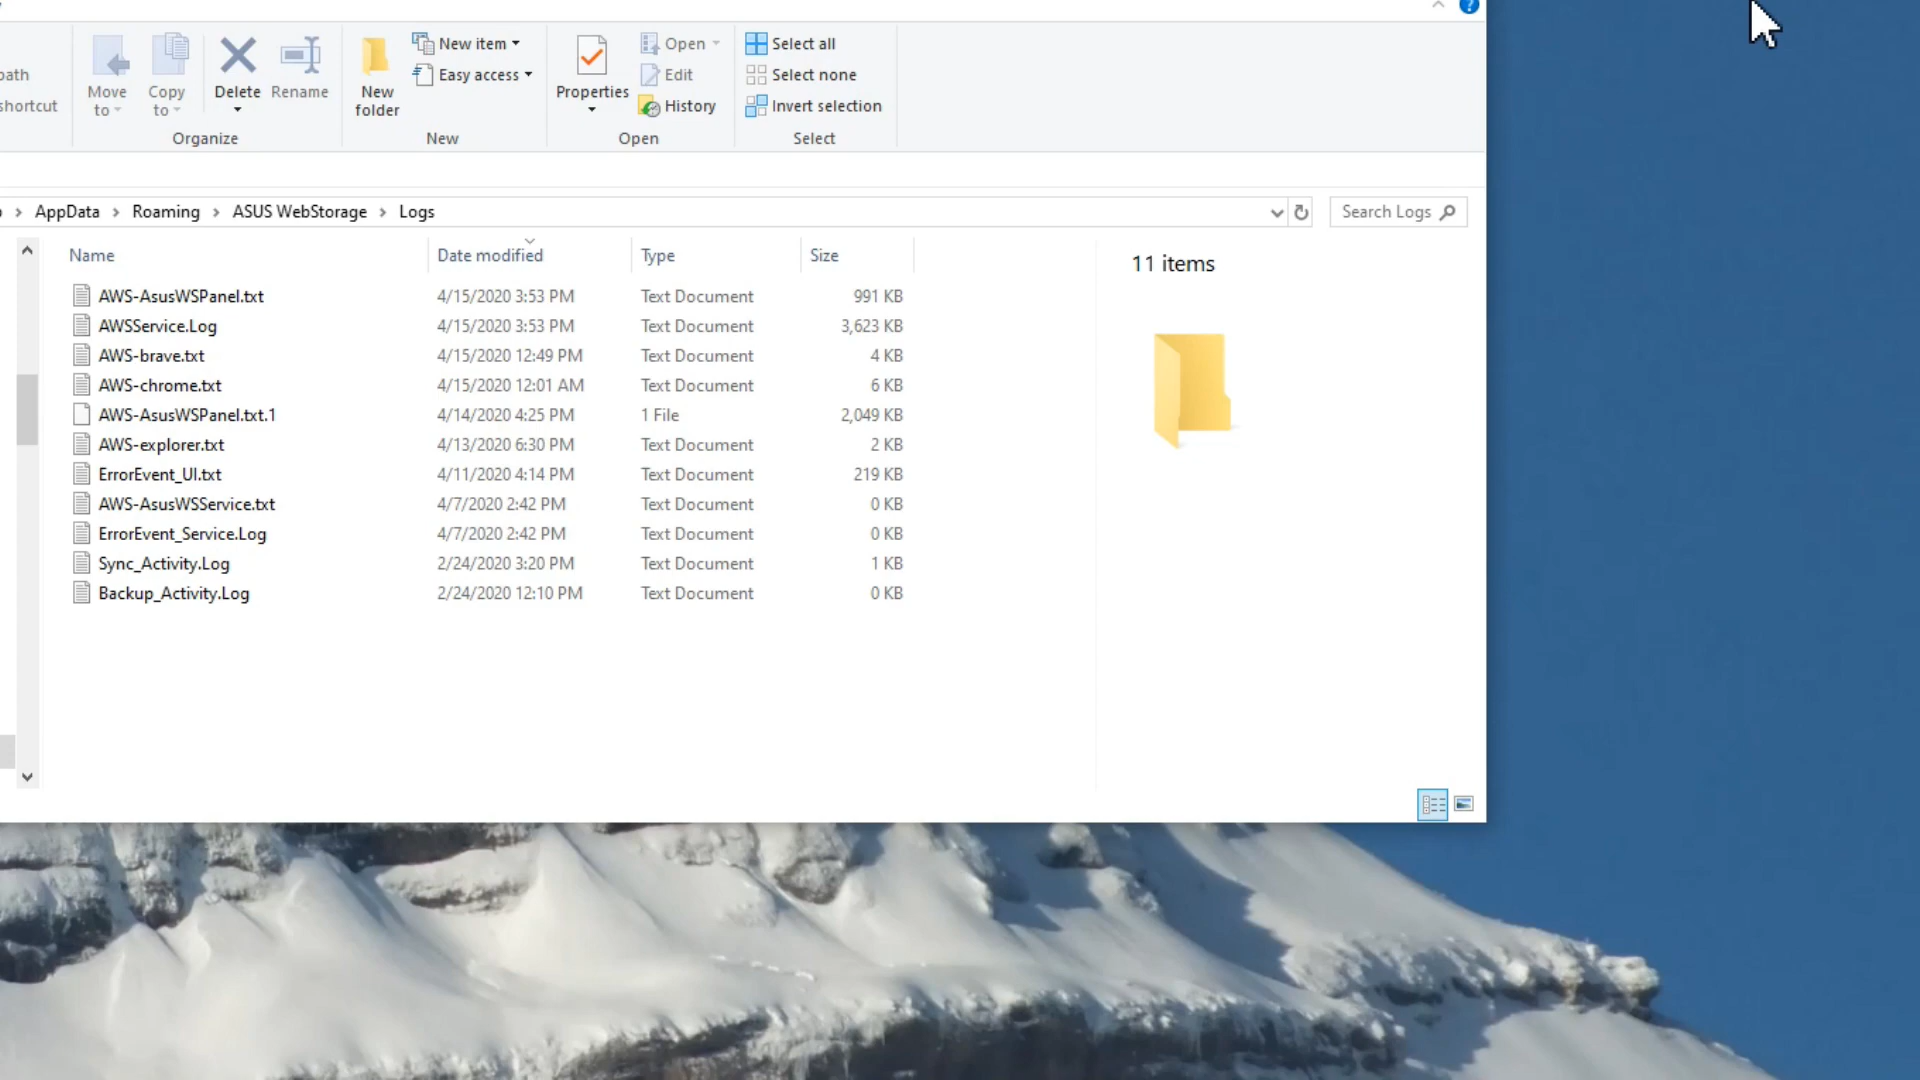 Move to
Copy to
Delete
Rename
Organize
New folder
New item
Easy access
New
Properties
Open
Edit
History
Open
Select all
Select none
Invert selection
Select
shortcut
AppData > Roaming > ASUS WebStorage > Logs
Search Logs
Name Date modified Type Size
AWS-AsusWSPanel.txt 4/15/2020 3:53 PM Text Document 991 KB
AWSService.Log 4/15/2020 3:53 PM Text Document 3,623 KB
AWS-brave.txt 4/15/2020 12:49 PM Text Document 4 KB
AWS-chrome.txt 4/15/2020 12:01 AM Text Document 6 KB
AWS-AsusWSPanel.txt.1 4/14/2020 4:25 PM 1 File 2,049 KB
AWS-explorer.txt 4/13/2020 6:30 PM Text Document 2 KB
ErrorEvent_UI.txt 4/11/2020 4:14 PM Text Document 219 KB
AWS-AsusWSService.txt 4/7/2020 2:42 PM Text Document 0 KB
ErrorEvent_Service.Log 4/7/2020 2:42 PM Text Document 0 KB
Sync_Activity.Log 2/24/2020 3:20 PM Text Document 1 KB
Backup_Activity.Log 2/24/2020 12:10 PM Text Document 0 KB
11 items